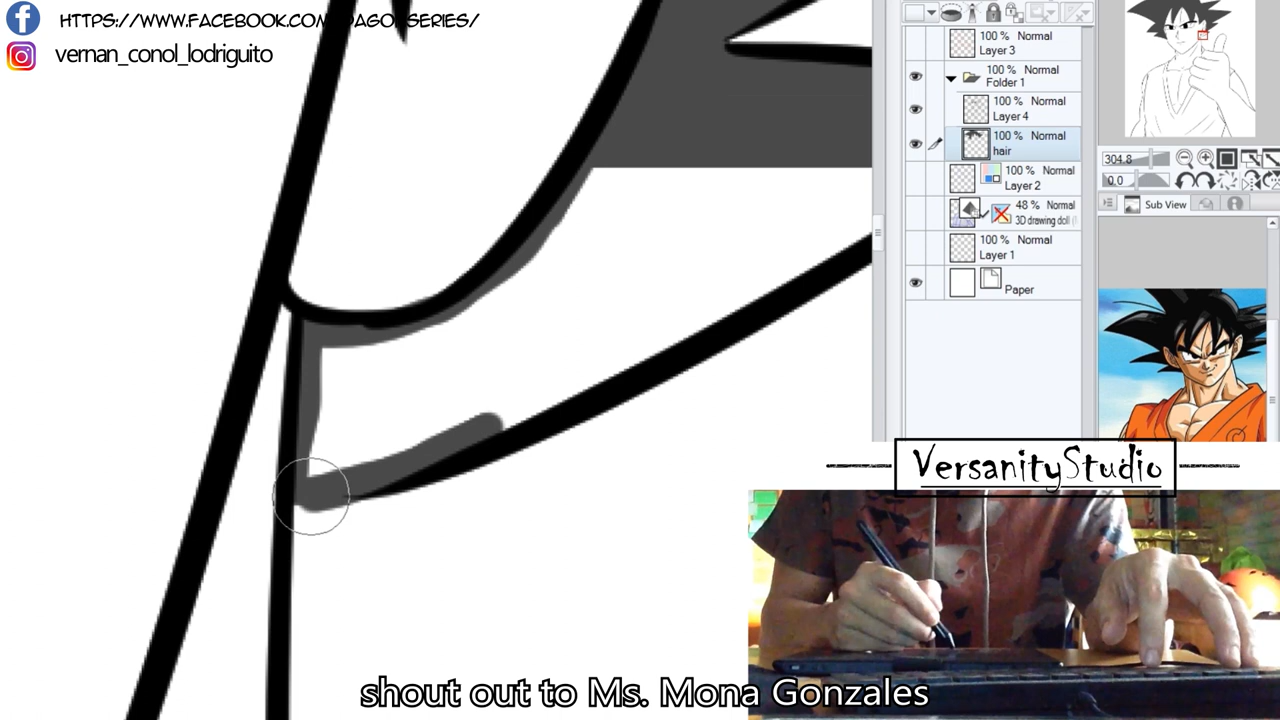 HTTPS://WWW.FACEBOOK.COM/DAGONSERIES/
vernan_conol_lodriguito
100 % Normal
Layer 3
100 % Normal
Folder 1
100 % Normal
Layer 4
100 % Normal
hair
100 % Normal
Layer 2
48 % Normal
3D drawing doll
100 % Normal
Layer 1
Paper
304.8
0.0
Sub View
VersanityStudio
shout out to Ms. Mona Gonzales